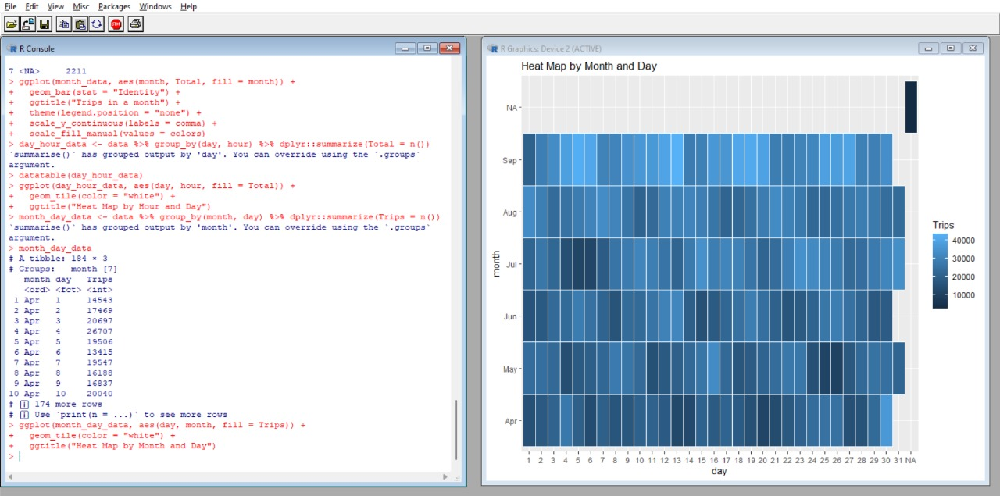 File Edit View Misc Packages Windows Help
STOP
R Console
7 <NA>     2211
> ggplot(month_data, aes(month, Total, fill = month)) +
+   geom_bar(stat = "Identity") +
+   ggtitle("Trips in a month") +
+   theme(legend.position = "none") +
+   scale_y_continuous(labels = comma) +
+   scale_fill_manual(values = colors)
> day_hour_data <- data %>% group_by(day, hour) %>% dplyr::summarize(Total = n())
`summarise()` has grouped output by 'day'. You can override using the `.groups`
argument.
> datatable(day_hour_data)
> ggplot(day_hour_data, aes(day, hour, fill = Total)) +
+   geom_tile(color = "white") +
+   ggtitle("Heat Map by Hour and Day")
> month_day_data <- data %>% group_by(month, day) %>% dplyr::summarize(Trips = n())
`summarise()` has grouped output by 'month'. You can override using the `.groups`
argument.
> month_day_data
# A tibble: 184 × 3
# Groups:   month [7]
   month day   Trips
   <ord> <fct> <int>
 1 Apr   1     14543
 2 Apr   2     17469
 3 Apr   3     20697
 4 Apr   4     26707
 5 Apr   5     19506
 6 Apr   6     13415
 7 Apr   7     19547
 8 Apr   8     16188
 9 Apr   9     16837
10 Apr   10    20040
# ℹ 174 more rows
# ℹ Use `print(n = ...)` to see more rows
> ggplot(month_day_data, aes(day, month, fill = Trips)) +
+   geom_tile(color = "white") +
+   ggtitle("Heat Map by Month and Day")
>
R Graphics: Device 2 (ACTIVE)
Heat Map by Month and Day
month
NA
Sep
Aug
Jul
Jun
May
Apr
1 2 3 4 5 6 7 8 9 10 11 12 13 14 15 16 17 18 19 20 21 22 23 24 25 26 27 28 29 30 31 NA
day
Trips
40000
30000
20000
10000